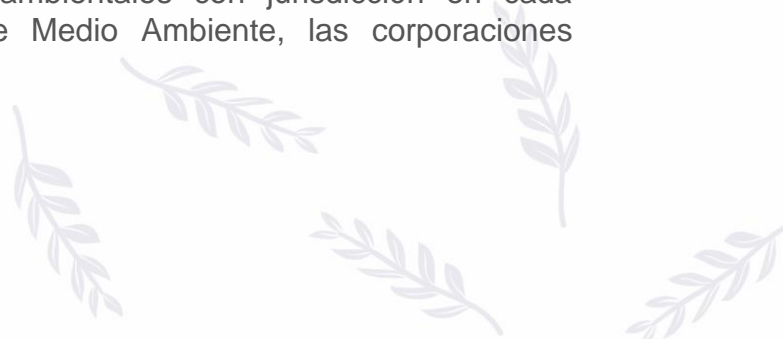 ambientales con jurisdicción en cada
e Medio Ambiente, las corporaciones